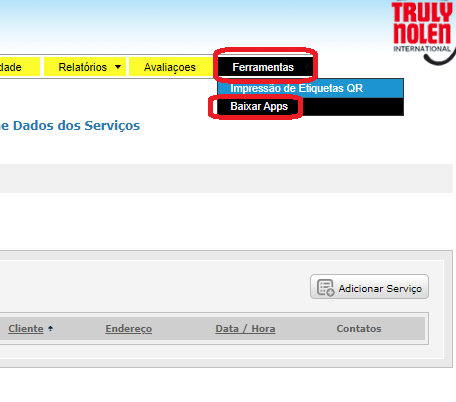 TRULY
NOLEN
INTERNATIONAL
dade Relatórios Avaliaçoes Ferramentas
Impressão de Etiquetas QR
Baixar Apps
e Dados dos Serviços
Adicionar Serviço
Cliente Endereço Data / Hora Contatos